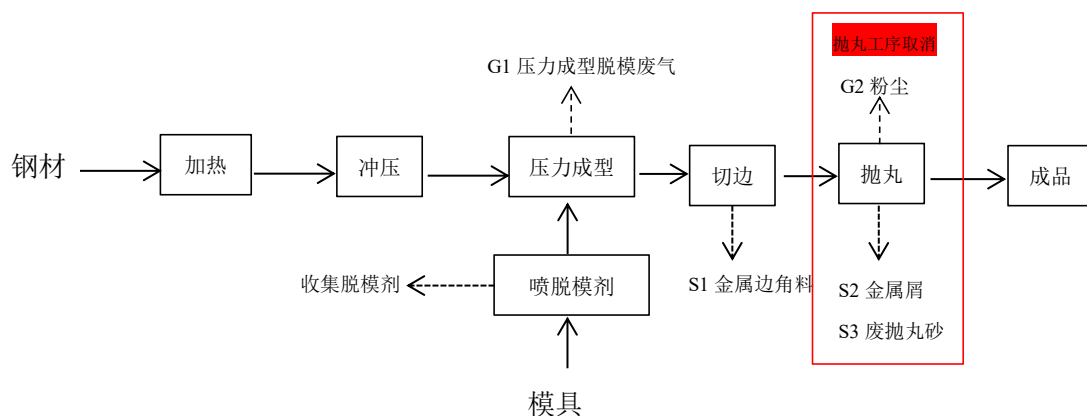 抛丸工序取消
G1 压力成型脱模废气
G2 粉尘
钢材
加热
冲压
压力成型
切边
抛丸
成品
收集脱模剂
喷脱模剂
S1 金属边角料
S2 金属屑
S3 废抛丸砂
模具